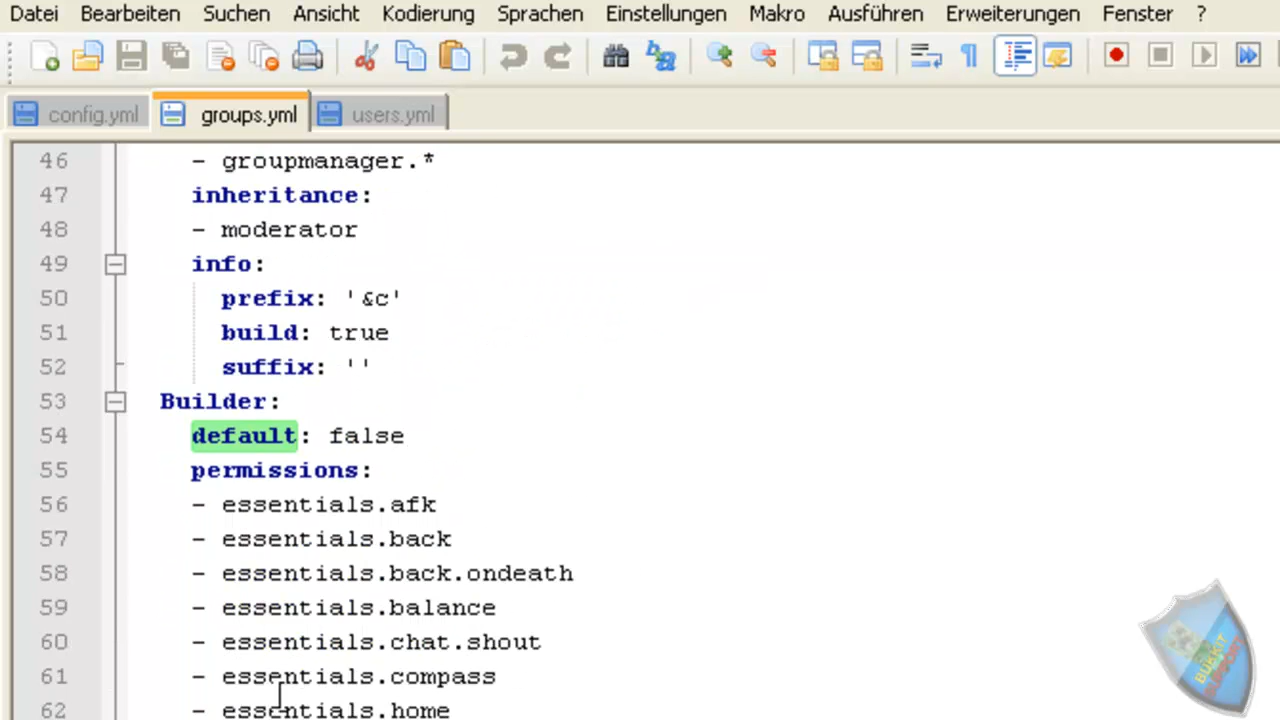 Datei Bearbeiten Suchen Ansicht Kodierung Sprachen Einstellungen Makro Ausführen Erweiterungen Fenster ?
config.yml groups.yml users.yml
46 - groupmanager.*
47 inheritance:
48 - moderator
49 info:
50 prefix: '&c'
51 build: true
52 suffix: ''
53 Builder:
54 default: false
55 permissions:
56 - essentials.afk
57 - essentials.back
58 - essentials.back.ondeath
59 - essentials.balance
60 - essentials.chat.shout
61 - essentials.compass
62 - essentials.home
BUKKIT
SUPPORT